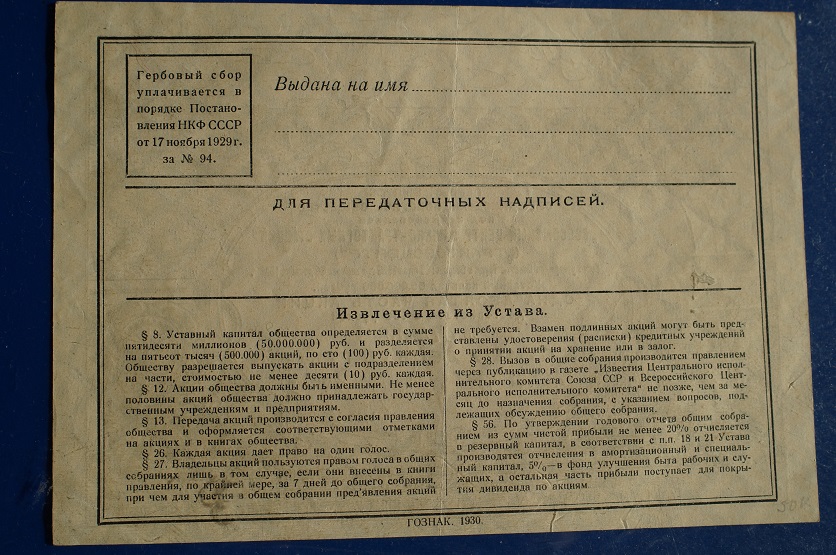 Гербовый сбор
уплачивается в
порядке Постано-
вления НКФ СССР
от 17 ноября 1929 г.
за № 94.
Выдана на имя
ДЛЯ ПЕРЕДАТОЧНЫХ НАДПИСЕЙ.
Извлечение из Устава.
§ 8. Уставный капитал общества определяется в сумме
пятидесяти миллионов (50.000.000) руб. и разделяется
на пятьсот тысяч (500.000) акций, по сто (100) руб. каждая.
Обществу разрешается выпускать акции с подразделением
на части, стоимостью не менее десяти (10) руб. каждая.
§ 12. Акции общества должны быть именными. Не менее
половины акций общества должно принадлежать государ-
ственным учреждениям и предприятиям.
§ 13. Передача акций производится с согласия правления
общества и оформляется соответствующими отметками
на акциях и в книгах общества.
§ 26. Каждая акция дает право на один голос.
§ 27. Владельцы акций пользуются правом голоса в общих
собраниях лишь в том случае, если они внесены в книги
правления, по крайней мере, за 7 дней до общего собрания,
при чем для участия в общем собрании пред'явления акций
не требуется. Взамен подлинных акций могут быть пред-
ставлены удостоверения (расписки) кредитных учреждений
о принятии акций на хранение или в залог.
§ 28. Вызов в общие собрания производится правлением
через публикацию в газете „Известия Центрального испол-
нительного комитета Союза ССР и Всероссийского Цент-
рального исполнительного комитета" не позже, чем за ме-
сяц до назначения собрания, с указанием вопросов, под-
лежащих обсуждению общего собрания.
§ 56. По утверждении годового отчета общим собра-
нием из сумм чистой прибыли не менее 20% отчисляется
в резервный капитал, в соответствии с п.п. 18 и 21 Устава
производятся отчисления в амортизационный и специаль-
ный капитал, 5%—в фонд улучшения быта рабочих и слу-
жащих, а остальная часть прибыли поступает для покры-
тия дивиденда по акциям.
ГОЗНАК. 1930.